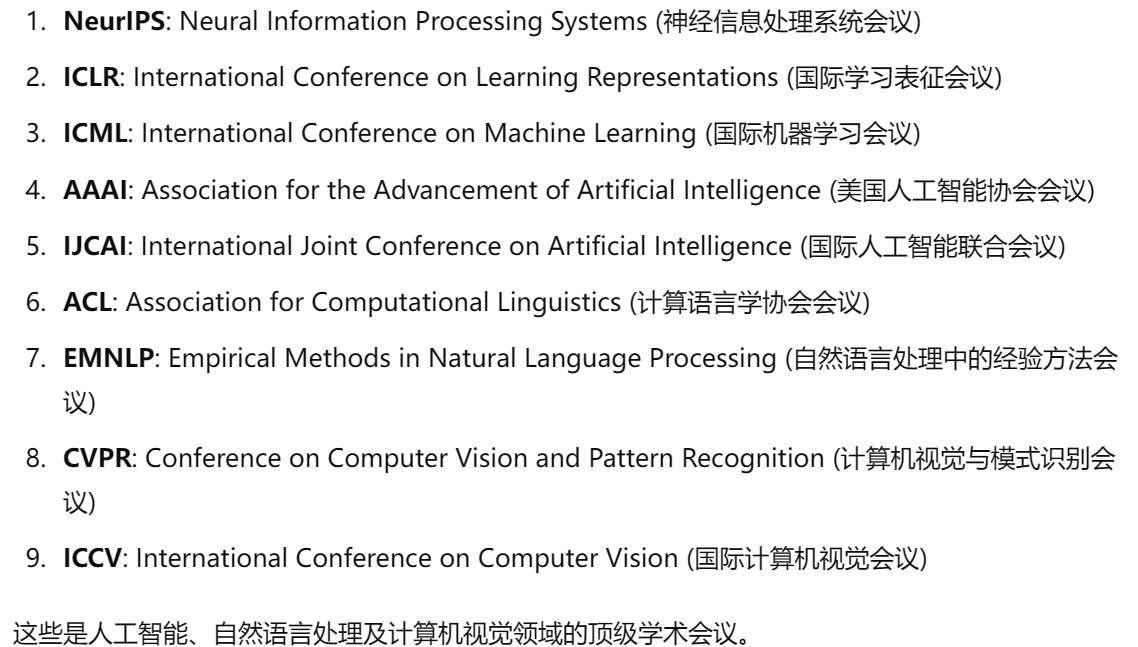 1. NeurIPS: Neural Information Processing Systems (神经信息处理系统会议)
2. ICLR: International Conference on Learning Representations (国际学习表征会议)
3. ICML: International Conference on Machine Learning (国际机器学习会议)
4. AAAI: Association for the Advancement of Artificial Intelligence (美国人工智能协会会议)
5. IJCAI: International Joint Conference on Artificial Intelligence (国际人工智能联合会议)
6. ACL: Association for Computational Linguistics (计算语言学协会会议)
7. EMNLP: Empirical Methods in Natural Language Processing (自然语言处理中的经验方法会
议)
8. CVPR: Conference on Computer Vision and Pattern Recognition (计算机视觉与模式识别会
议)
9. ICCV: International Conference on Computer Vision (国际计算机视觉会议)
这些是人工智能、自然语言处理及计算机视觉领域的顶级学术会议。